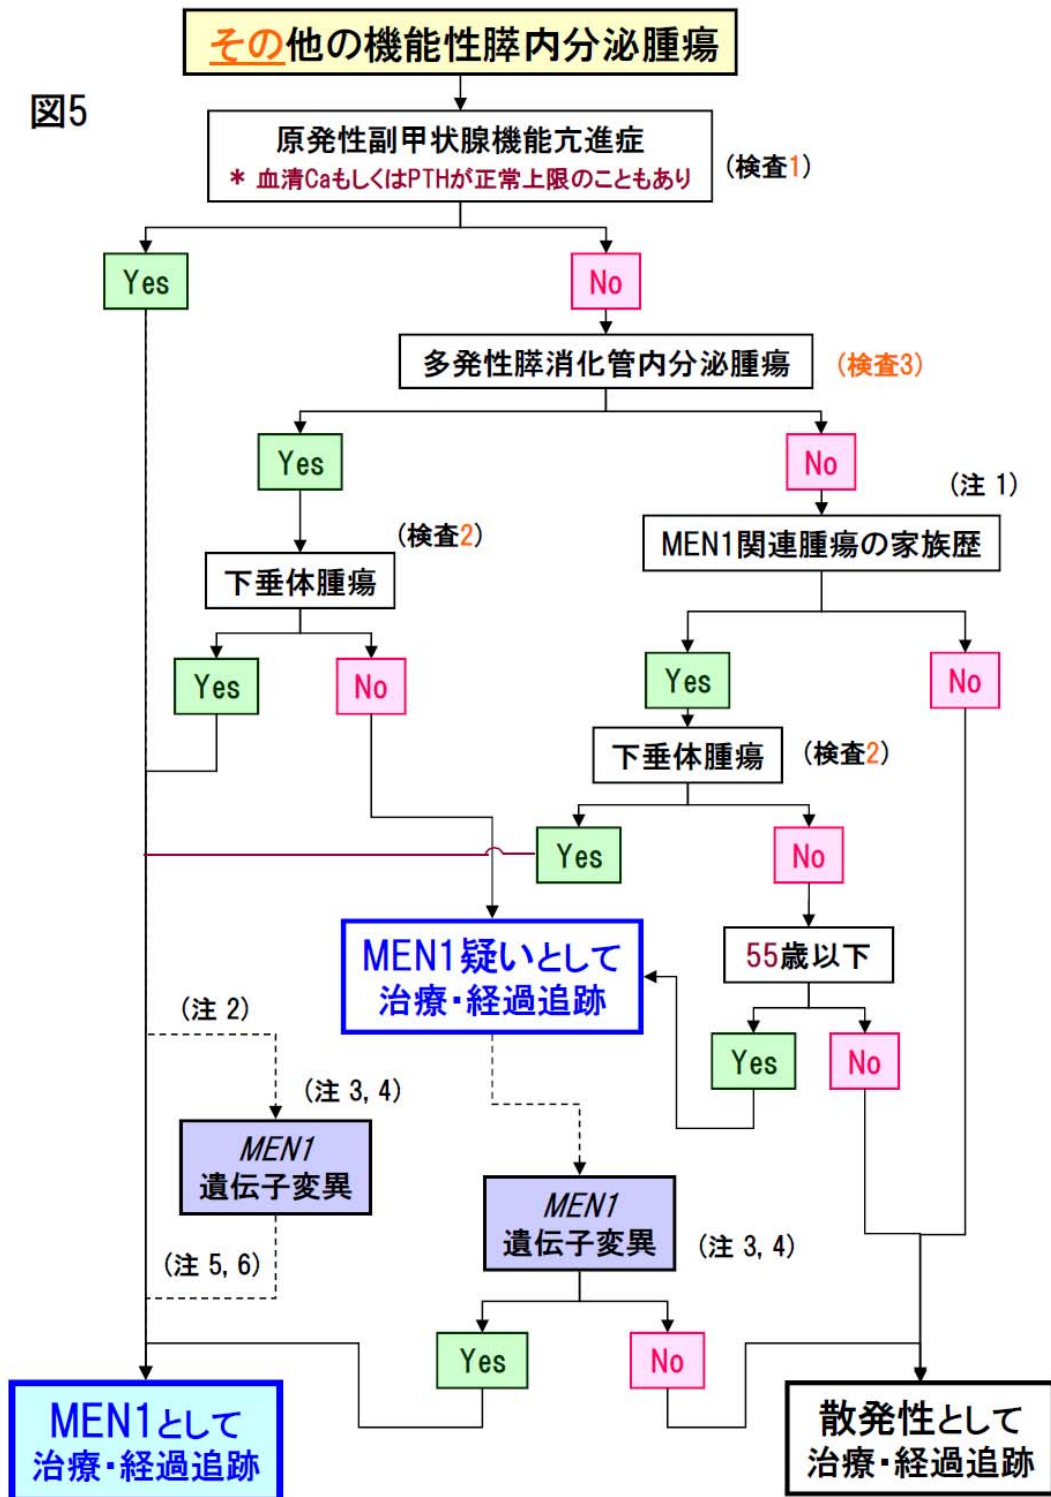 その他の機能性膵内分泌腫瘍
図5
原発性副甲状腺機能亢進症
* 血清CaもしくはPTHが正常上限のこともあり
(検査1)
Yes
No
多発性膵消化管内分泌腫瘍
(検査3)
Yes
No
(注 1)
(検査2)
MEN1関連腫瘍の家族歴
下垂体腫瘍
Yes
No
Yes
No
下垂体腫瘍
(検査2)
Yes
No
MEN1疑いとして
治療・経過追跡
55歳以下
(注 2)
Yes
No
(注 3, 4)
MEN1
遺伝子変異
MEN1
遺伝子変異
(注 3, 4)
(注 5, 6)
Yes
No
MEN1として
治療・経過追跡
散発性として
治療・経過追跡